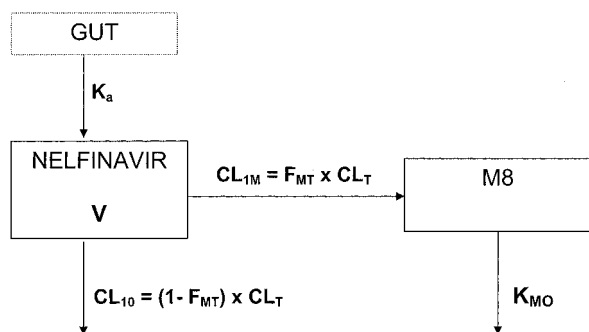 GUT
Ka
NELFINAVIR
V
CL1M = FMT x CLT
M8
CL10 = (1- FMT) x CLT
KMO